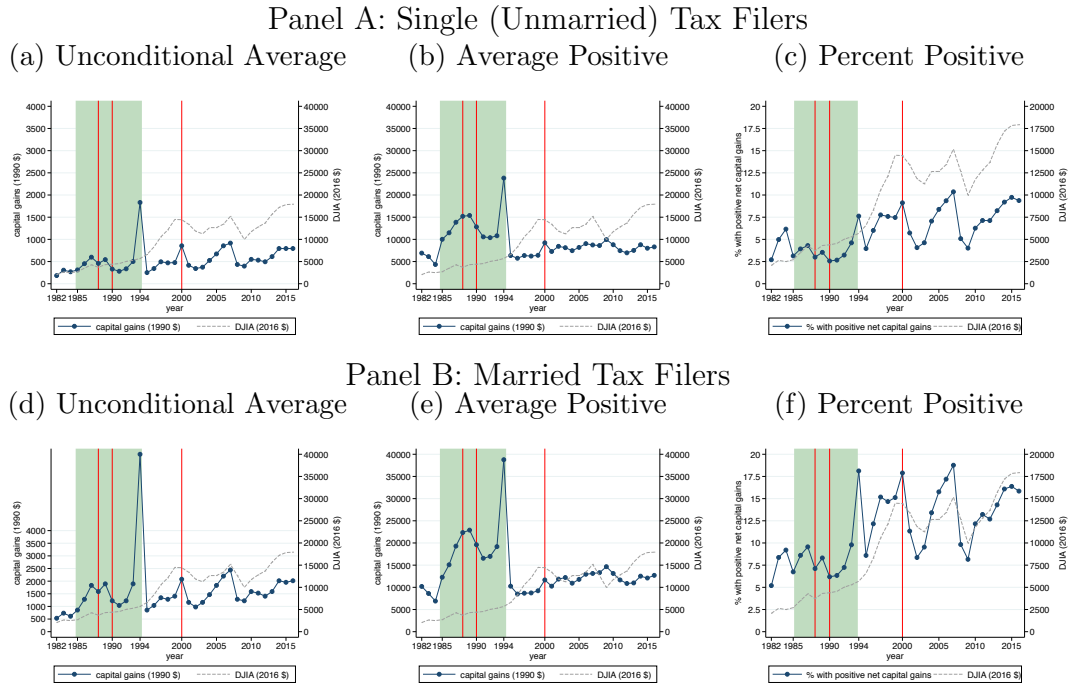 Panel A: Single (Unmarried) Tax Filers
(a) Unconditional Average
(b) Average Positive
(c) Percent Positive
capital gains (1990 $)
4000
3500
3000
2500
2000
1500
1000
500
0
40000
35000
30000
25000
20000
15000
10000
5000
0
DJIA (2016 $)
1982 1985 1990 1994 2000 2005 2010 2015
year
capital gains (1990 $) DJIA (2016 $)
capital gains (1990 $)
40000
35000
30000
25000
20000
15000
10000
5000
0
40000
35000
30000
25000
20000
15000
10000
5000
0
DJIA (2016 $)
1982 1985 1990 1994 2000 2005 2010 2015
year
capital gains (1990 $) DJIA (2016 $)
% with positive net capital gains
20
17.5
15
12.5
10
7.5
5
2.5
0
20000
17500
15000
12500
10000
7500
5000
2500
0
DJIA (2016 $)
1982 1985 1990 1994 2000 2005 2010 2015
year
% with positive net capital gains DJIA (2016 $)
Panel B: Married Tax Filers
(d) Unconditional Average
(e) Average Positive
(f) Percent Positive
capital gains (1990 $)
4000
3500
3000
2500
2000
1500
1000
500
0
40000
35000
30000
25000
20000
15000
10000
5000
0
DJIA (2016 $)
1982 1985 1990 1994 2000 2005 2010 2015
year
capital gains (1990 $) DJIA (2016 $)
capital gains (1990 $)
40000
35000
30000
25000
20000
15000
10000
5000
0
40000
35000
30000
25000
20000
15000
10000
5000
0
DJIA (2016 $)
1982 1985 1990 1994 2000 2005 2010 2015
year
capital gains (1990 $) DJIA (2016 $)
% with positive net capital gains
20
17.5
15
12.5
10
7.5
5
2.5
0
20000
17500
15000
12500
10000
7500
5000
2500
0
DJIA (2016 $)
1982 1985 1990 1994 2000 2005 2010 2015
year
% with positive net capital gains DJIA (2016 $)